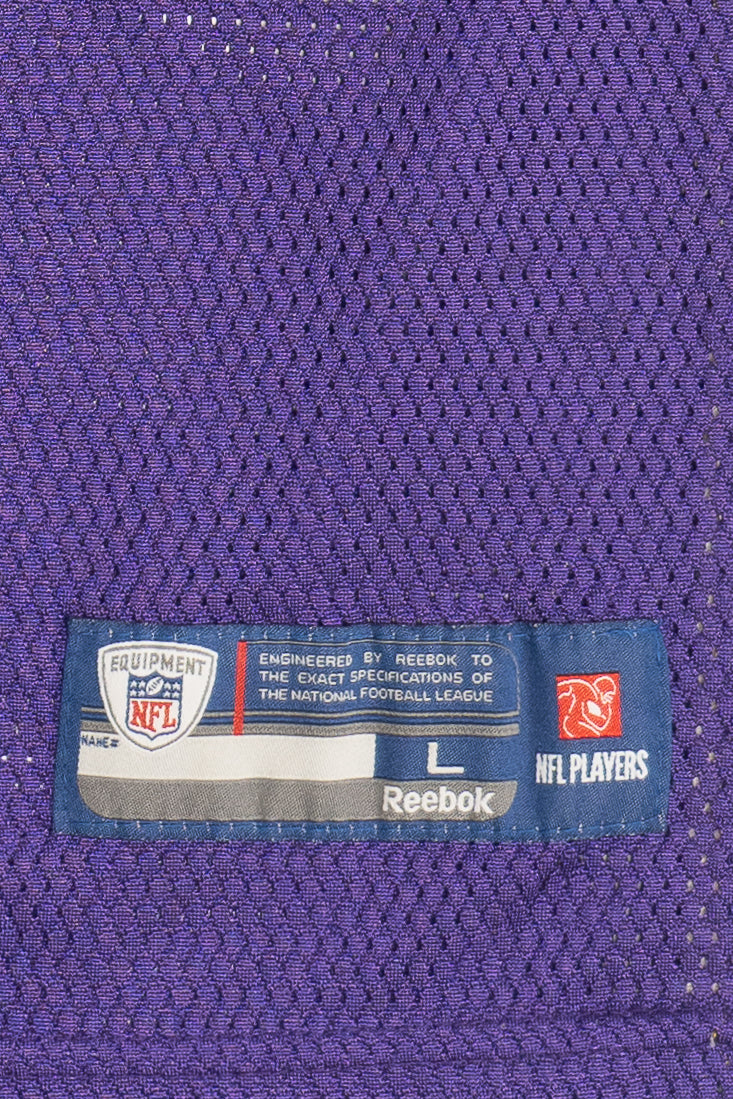 EQUIPMENT
NFL
ENGINEERED BY REEBOK TO
THE EXACT SPECIFICATIONS OF
THE NATIONAL FOOTBALL LEAGUE
NAME#
L
Reebok
NFL PLAYERS